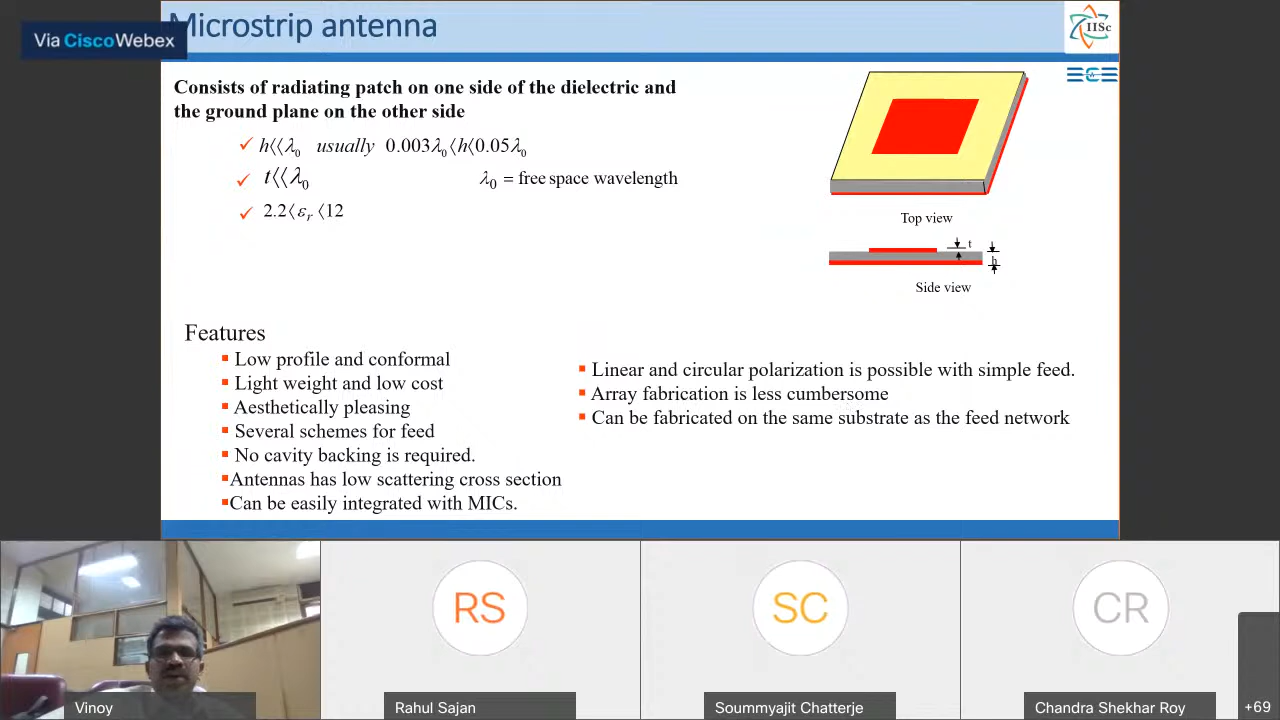 Microstrip antenna
Via CiscoWebex
IISc
Consists of radiating patch on one side of the dielectric and
the ground plane on the other side
✓ h⟨⟨λ₀ usually 0.003λ₀⟨h⟨0.05λ₀
✓ t⟨⟨λ₀ λ₀ = free space wavelength
✓ 2.2⟨εᵣ⟨12
Top view
t
h
Side view
Features
▪ Low profile and conformal
▪ Light weight and low cost
▪ Aesthetically pleasing
▪ Several schemes for feed
▪ No cavity backing is required.
▪Antennas has low scattering cross section
▪Can be easily integrated with MICs.
▪ Linear and circular polarization is possible with simple feed.
▪ Array fabrication is less cumbersome
▪ Can be fabricated on the same substrate as the feed network
RS
SC
CR
Vinoy
Rahul Sajan
Soummyajit Chatterje
Chandra Shekhar Roy
+69